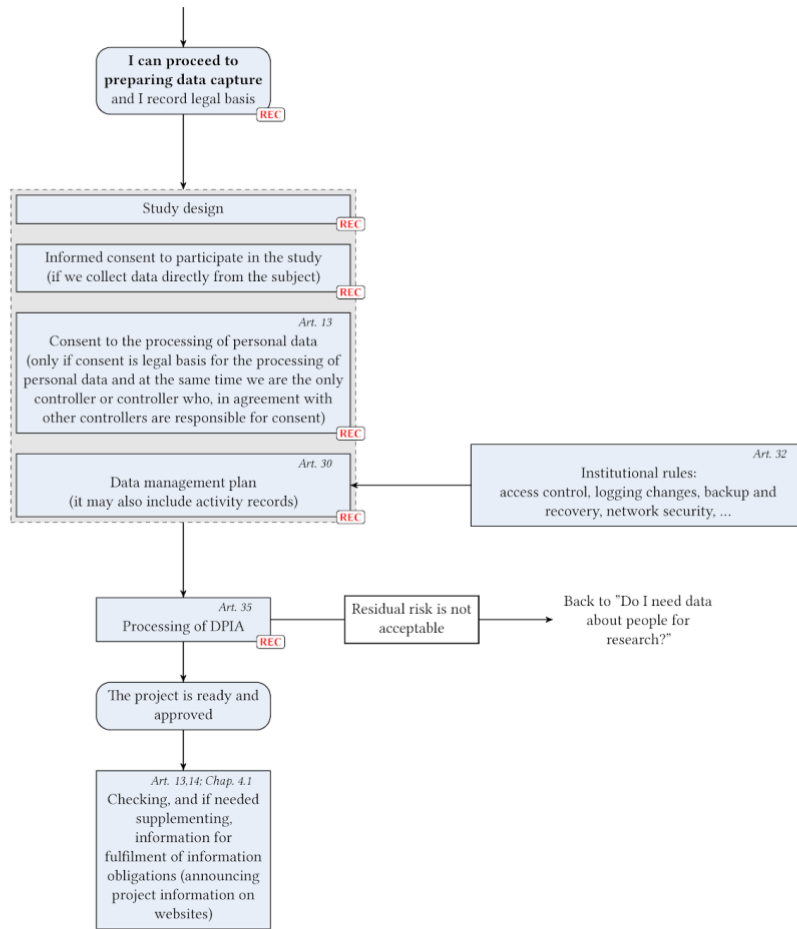 I can proceed to
preparing data capture
and I record legal basis
REC
Study design
REC
Informed consent to participate in the study
(if we collect data directly from the subject)
REC
Art. 13
Consent to the processing of personal data
(only if consent is legal basis for the processing of
personal data and at the same time we are the only
controller or controller who, in agreement with
other controllers are responsible for consent)
REC
Art. 30
Data management plan
(it may also include activity records)
REC
Art. 32
Institutional rules:
access control, logging changes, backup and
recovery, network security, ...
Art. 35
Processing of DPIA
REC
Residual risk is not
acceptable
Back to "Do I need data
about people for
research?"
The project is ready and
approved
Art. 13,14; Chap. 4.1
Checking, and if needed
supplementing,
information for
fulfilment of information
obligations (announcing
project information on
websites)